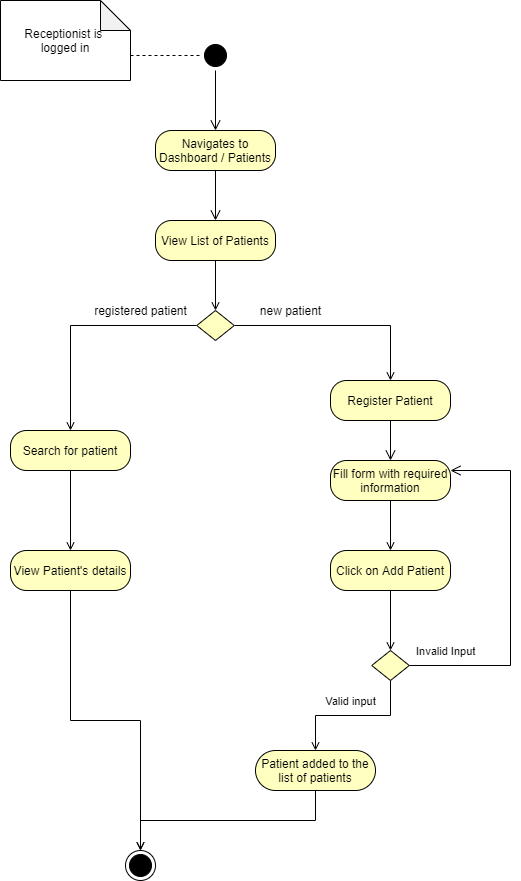 Receptionist is
logged in
Navigates to
Dashboard / Patients
View List of Patients
registered patient
new patient
Register Patient
Search for patient
Fill form with required
information
View Patient's details
Click on Add Patient
Invalid Input
Valid input
Patient added to the
list of patients